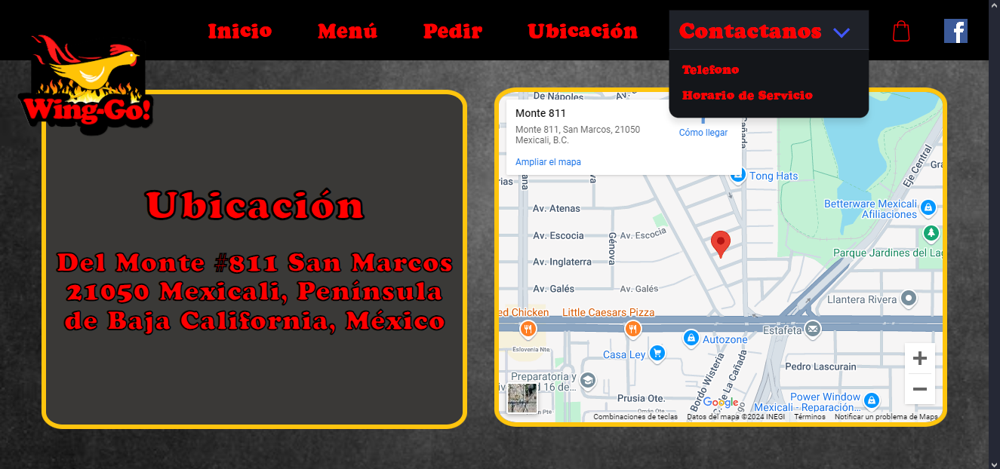 Inicio
Menú
Pedir
Ubicación
Contactanos
Telefono
Horario de Servicio
f
Wing-Go!
Ubicación
Del Monte #811 San Marcos
21050 Mexicali, Península
de Baja California, México
De Nápoles
AV.
Monte 811
Monte 811, San Marcos, 21050
Mexicali, B.C.
Cómo llegar
Ampliar el mapa
Cañada
Tong Hats
Eje Central
Av. Atenas
Betterware Mexicali
Afiliaciones
Av. Escocia
Génova
Av. Escocia
Parque Jardines del Lag
Av. Inglaterra
Av. Galés
Av. Galés
Llantera Rivera
ed Chicken
Little Caesars Pizza
Estafeta
Autozone
Eslovenia Nte.
Casa Ley
Bordo Wisteria
de La Cañada
Pedro Lascurain
Preparatoria y
d 16 de...
Prusia Ote.
Omán Ote.
Pte.
Google
Power Window
Mexicali - Reparación...
Combinaciones de teclas
Datos del mapa ©2024 INEGI
Términos
Notificar un problema de Maps